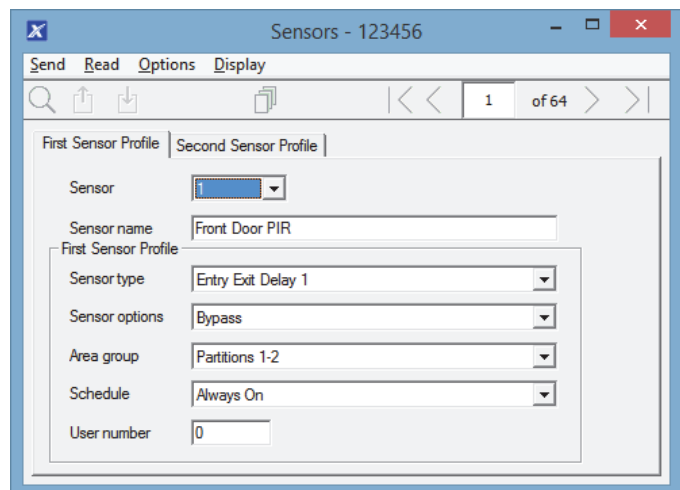 Sensors - 123456
Send Read Options Display
1 of 64
First Sensor Profile Second Sensor Profile
Sensor 1
Sensor name Front Door PIR
First Sensor Profile
Sensor type Entry Exit Delay 1
Sensor options Bypass
Area group Partitions 1-2
Schedule Always On
User number 0